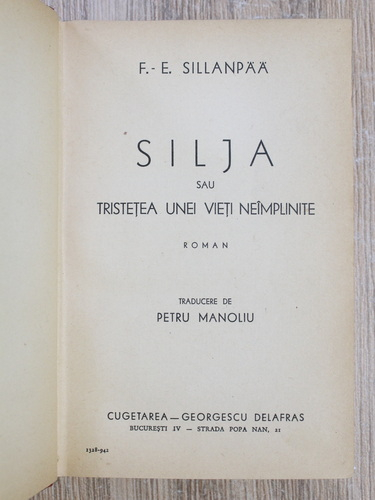 F.-E. SILLANPÄÄ
SILJA
SAU
TRISTEȚEA UNEI VIEȚI NEÎMPLINITE
ROMAN
TRADUCERE DE
PETRU MANOLIU
CUGETAREA—GEORGESCU DELAFRAS
BUCUREȘTI IV — STRADA POPA NAN, 21
1328-942